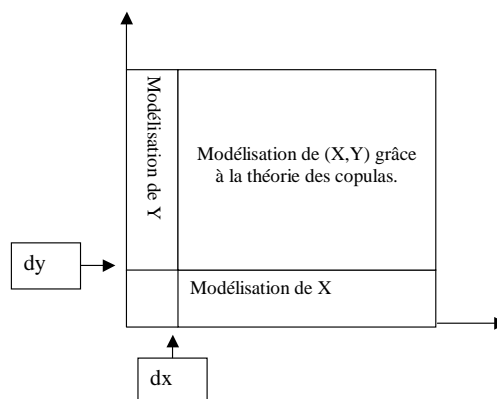 Modélisation de Y
Modélisation de (X,Y) grâce
à la théorie des copulas.
dy
Modélisation de X
dx